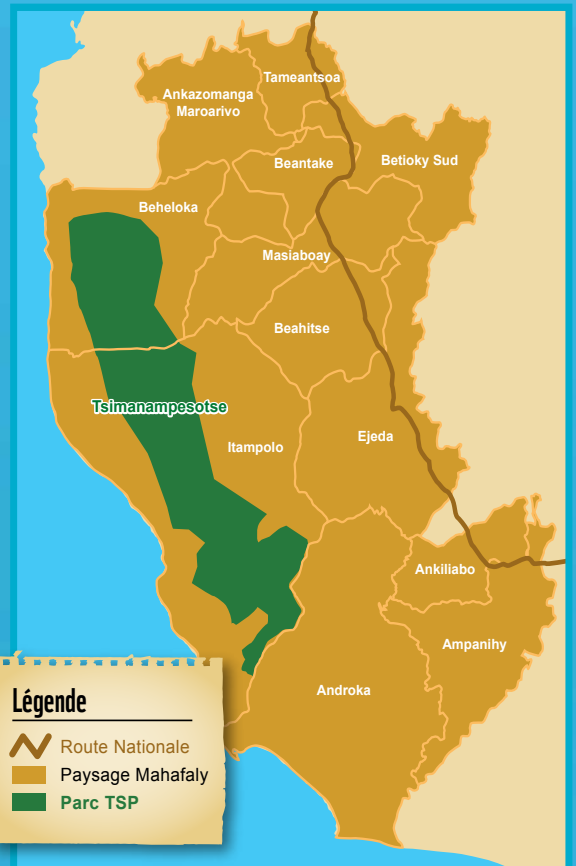 Tameantsoa
Ankazomanga
Maroarivo
Beantake
Betioky Sud
Beheloka
Masiaboay
Beahitse
Tsimanampesotse
Ejeda
Itampolo
Ankiliabo
Ampanihy
Androka
Légende
Route Nationale
Paysage Mahafaly
Parc TSP